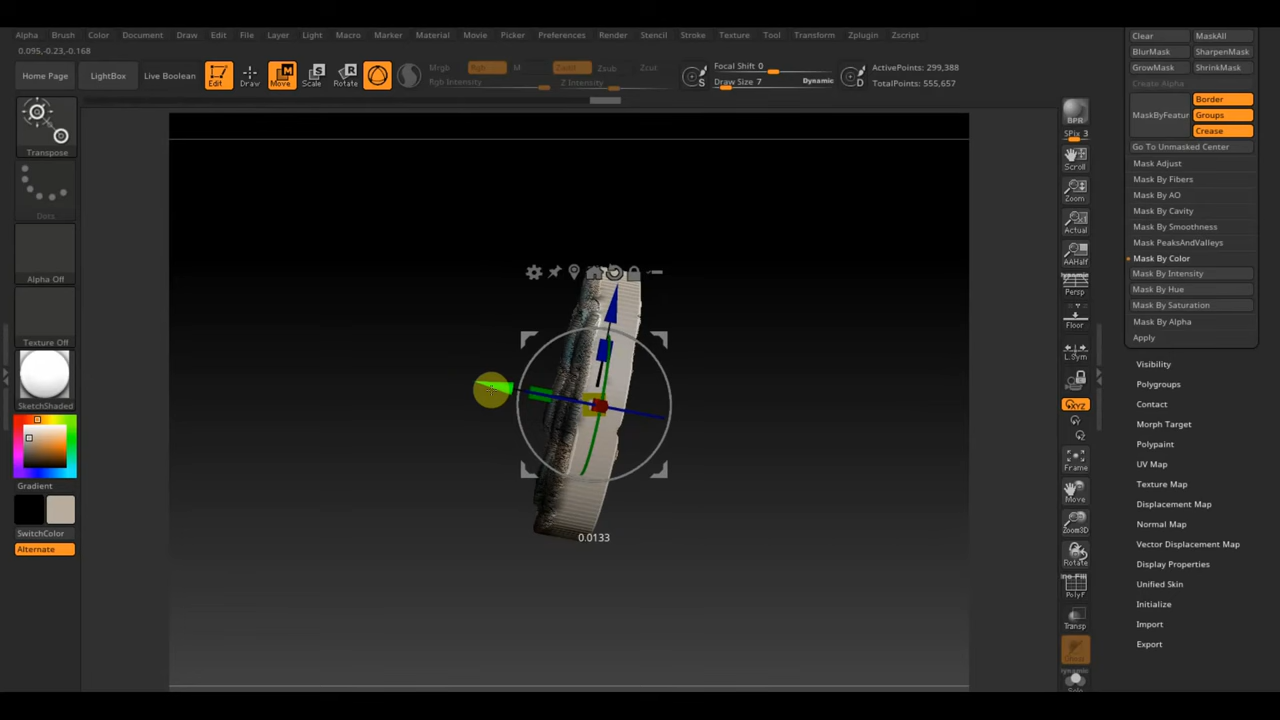 Alpha Brush Color Document Draw Edit File Layer Light Macro Marker Material Movie Picker Preferences Render Stencil Stroke Texture Tool Transform Zplugin Zscript
0.095,-0.23,-0.168
Home Page LightBox Live Boolean Edit Draw Move Scale Rotate
Mrgb Rgb M Zadd Zsub Zcut
Rgb Intensity Z Intensity
Focal Shift 0
Draw Size 7 Dynamic
S
D
ActivePoints: 299,388
TotalPoints: 555,657
Transpose
Dots
Alpha Off
Texture Off
SketchShaded
Gradient
SwitchColor
Alternate
0.0133
BPR
SPix 3
Scroll
Zoom
Actual
AAHalf
Dynamic
Persp
Floor
L.Sym
XYZ
Y
Z
Frame
Move
Zoom3D
Rotate
PolyF
Transp
Ghost
Dynamic
Solo
Clear MaskAll
BlurMask SharpenMask
GrowMask ShrinkMask
Create Alpha
MaskByFeatur
Border
Groups
Crease
Go To Unmasked Center
Mask Adjust
Mask By Fibers
Mask By AO
Mask By Cavity
Mask By Smoothness
Mask PeaksAndValleys
Mask By Color
Mask By Intensity
Mask By Hue
Mask By Saturation
Mask By Alpha
Apply
Visibility
Polygroups
Contact
Morph Target
Polypaint
UV Map
Texture Map
Displacement Map
Normal Map
Vector Displacement Map
Display Properties
Unified Skin
Initialize
Import
Export